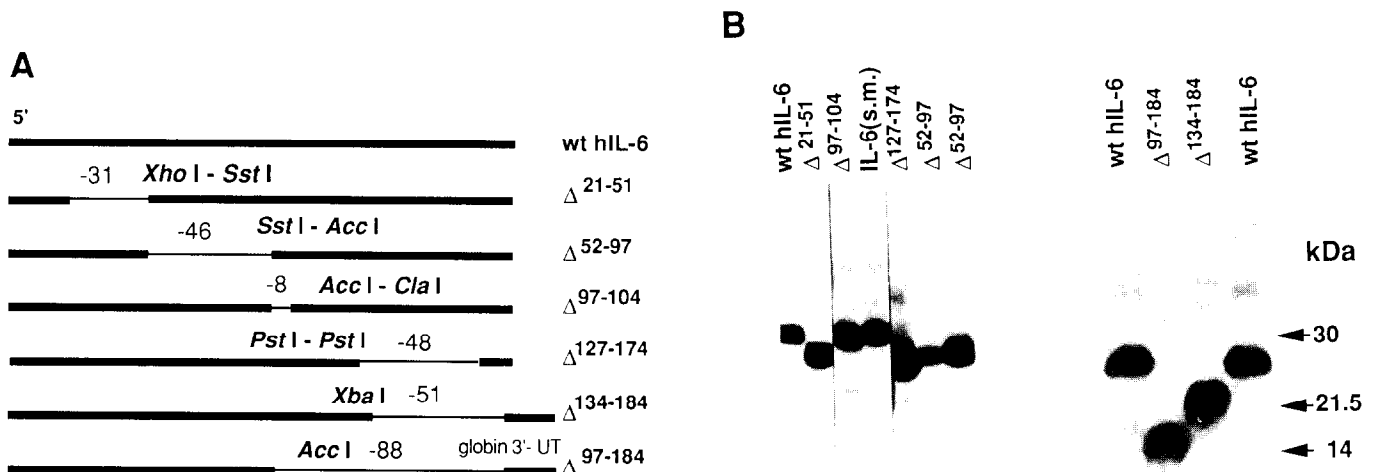 A
5'
wt hIL-6
-31 Xho I - Sst I
Δ21-51
-46 Sst I - Acc I
Δ52-97
-8 Acc I - Cla I
Δ97-104
Pst I - Pst I -48
Δ127-174
Xba I -51
Δ134-184
Acc I -88 globin 3'- UT
Δ97-184
B
wt hIL-6
Δ21-51
Δ97-104
IL-6(s.m.)
Δ127-174
Δ52-97
Δ52-97
wt hIL-6
Δ97-184
Δ134-184
wt hIL-6
kDa
30
21.5
14